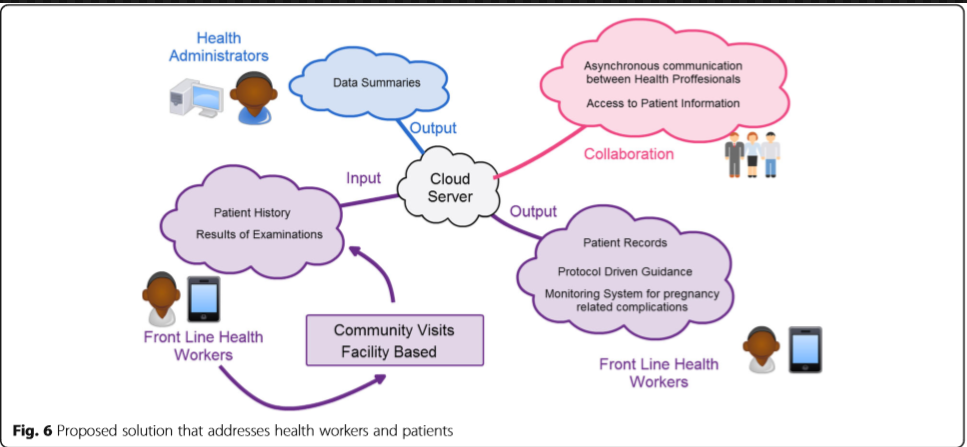 Health
Administrators
Data Summaries
Output
Asynchronous communication
between Health Proffesionals
Access to Patient Information
Collaboration
Cloud
Server
Input
Patient History
Results of Examinations
Output
Patient Records
Protocol Driven Guidance
Monitoring System for pregnancy
related complications
Front Line Health
Workers
Community Visits
Facility Based
Front Line Health
Workers
Fig. 6 Proposed solution that addresses health workers and patients